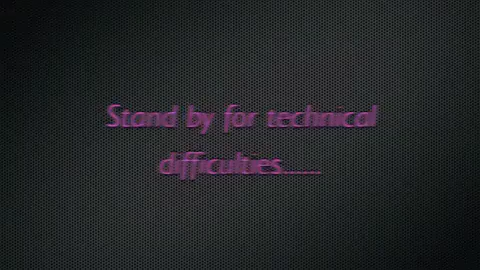 Stand by for technical
difficulties......